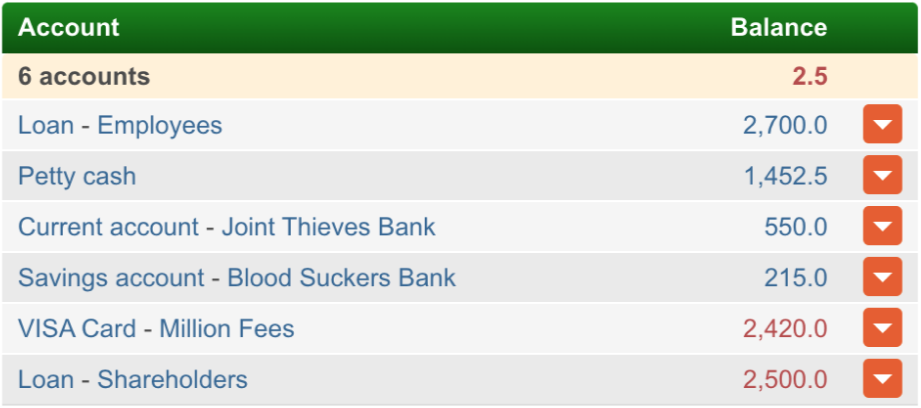 Account Balance
6 accounts 2.5
Loan - Employees 2,700.0
Petty cash 1,452.5
Current account - Joint Thieves Bank 550.0
Savings account - Blood Suckers Bank 215.0
VISA Card - Million Fees 2,420.0
Loan - Shareholders 2,500.0